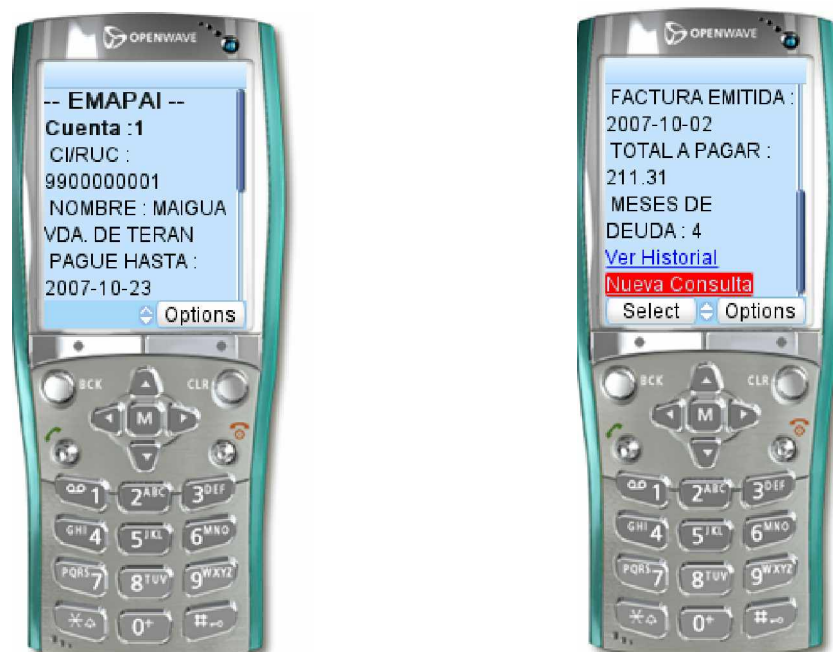 OPENWAVE
-- EMAPAI --
Cuenta :1
CI/RUC :
9900000001
NOMBRE : MAIGUA
VDA. DE TERAN
PAGUE HASTA :
2007-10-23
Options
BCK CLR
M
1 2ABC 3DEF
GHI4 5JKL 6MNO
PQRS7 8TUV 9WXYZ
* 0+ #
OPENWAVE
FACTURA EMITIDA :
2007-10-02
TOTAL A PAGAR :
211.31
MESES DE
DEUDA : 4
Ver Historial
Nueva Consulta
Select Options
BCK CLR
M
1 2ABC 3DEF
GHI4 5JKL 6MNO
PQRS7 8TUV 9WXYZ
* 0+ #